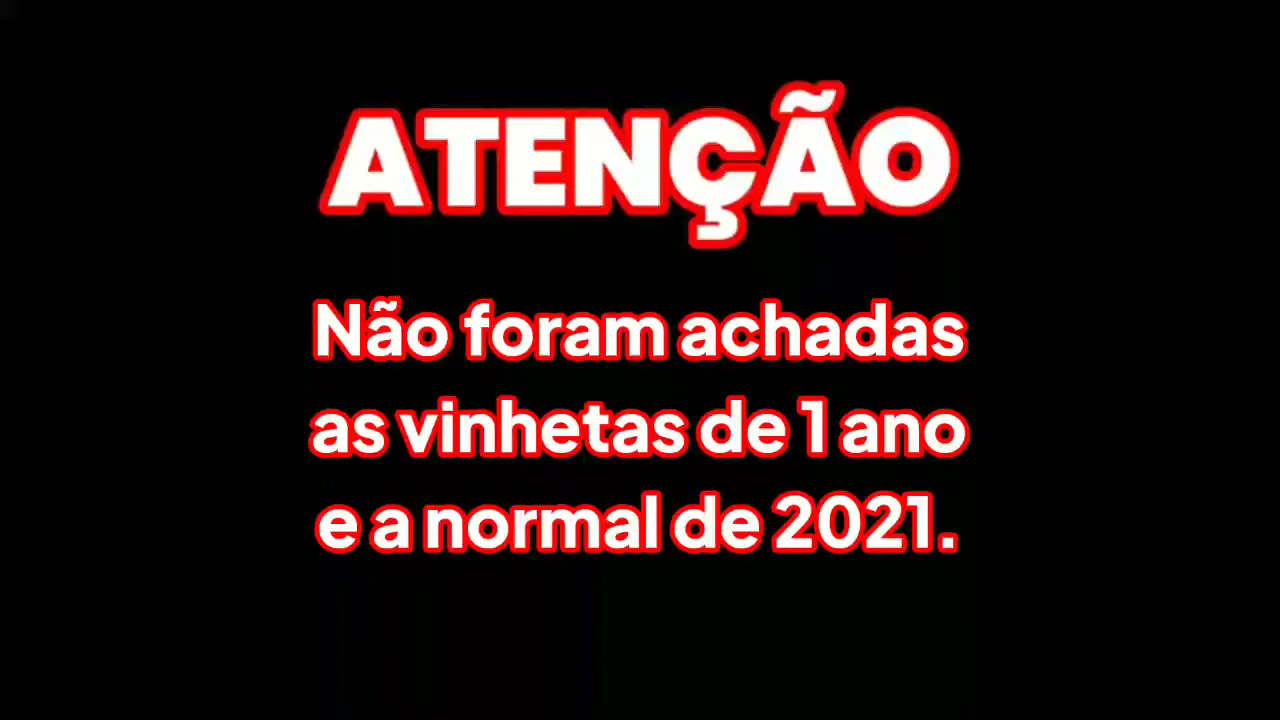 ATENÇÃO
Não foram achadas
as vinhetas de 1 ano
e a normal de 2021.